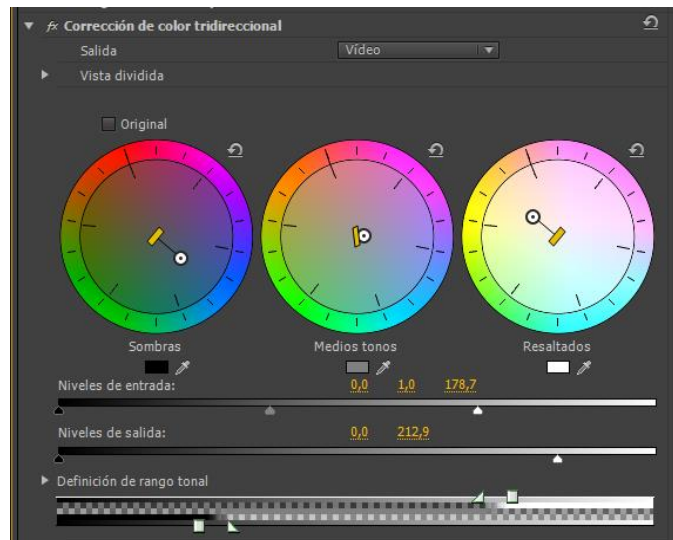 fx Corrección de color tridireccional
Salida Vídeo
Vista dividida
Original
Sombras Medios tonos Resaltados
Niveles de entrada: 0,0 1,0 178,7
Niveles de salida: 0,0 212,9
Definición de rango tonal